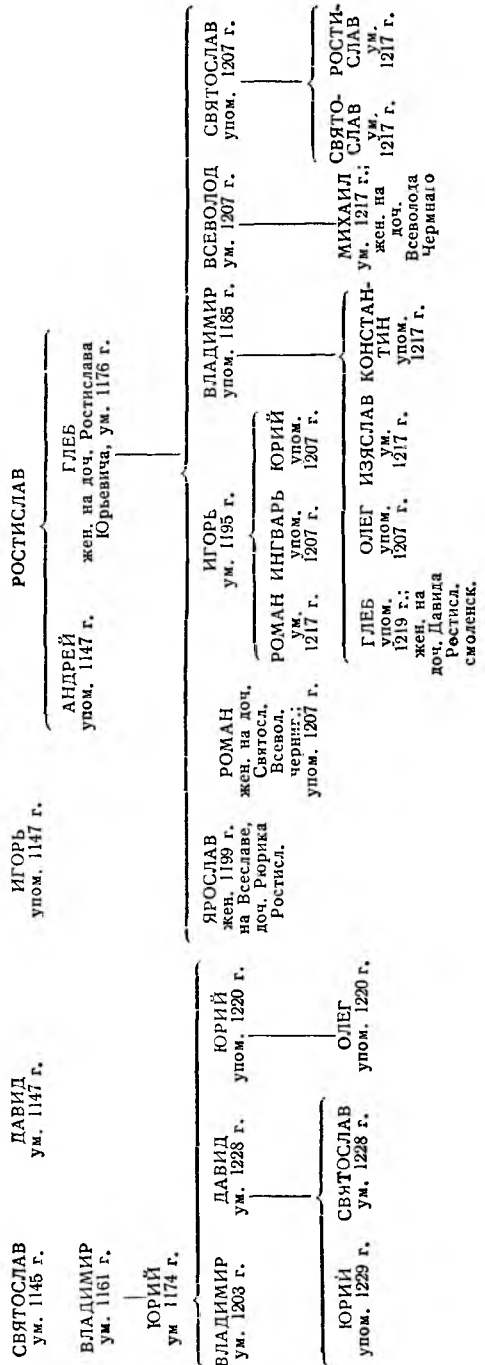 СВЯТОСЛАВ
ум. 1145 г.
ДАВИД
ум. 1147 г.
ИГОРЬ
упом. 1147 г.
РОСТИСЛАВ
ВЛАДИМИР
ум. 1161 г.
АНДРЕЙ
упом. 1147 г.
ГЛЕБ
жен. на доч. Ростислава
Юрьевича, ум. 1176 г.
ЮРИЙ
ум 1174 г.
ВЛАДИМИР
ум. 1203 г.
ДАВИД
ум. 1228 г.
ЮРИЙ
упом. 1220 г.
ЯРОСЛАВ
жен. 1199 г.
на Всеславе,
доч. Рюрика
Ростисл.
РОМАН
жен. на доч.
Святосл.
Всевол.
черниг.;
упом. 1207 г.
ИГОРЬ
ум. 1195 г.
ВЛАДИМИР
упом. 1185 г.
ВСЕВОЛОД
ум. 1207 г.
СВЯТОСЛАВ
упом. 1207 г.
ЮРИЙ
упом. 1229 г.
СВЯТОСЛАВ
ум. 1228 г.
ОЛЕГ
упом. 1220 г.
РОМАН
ум.
1217 г.
ИНГВАРЬ
упом.
1207 г.
ЮРИЙ
упом.
1207 г.
ГЛЕБ
упом.
1219 г.;
жен. на
доч. Давида
Ростисл.
смоленск.
ОЛЕГ
упом.
1207 г.
ИЗЯСЛАВ
ум.
1217 г.
КОНСТАН-
ТИН
упом.
1217 г.
МИХАИЛ
ум. 1217 г.;
жен. на
доч.
Всеволода
Чермнаго
СВЯТО-
СЛАВ
ум.
1217 г.
РОСТИ-
СЛАВ
ум.
1217 г.